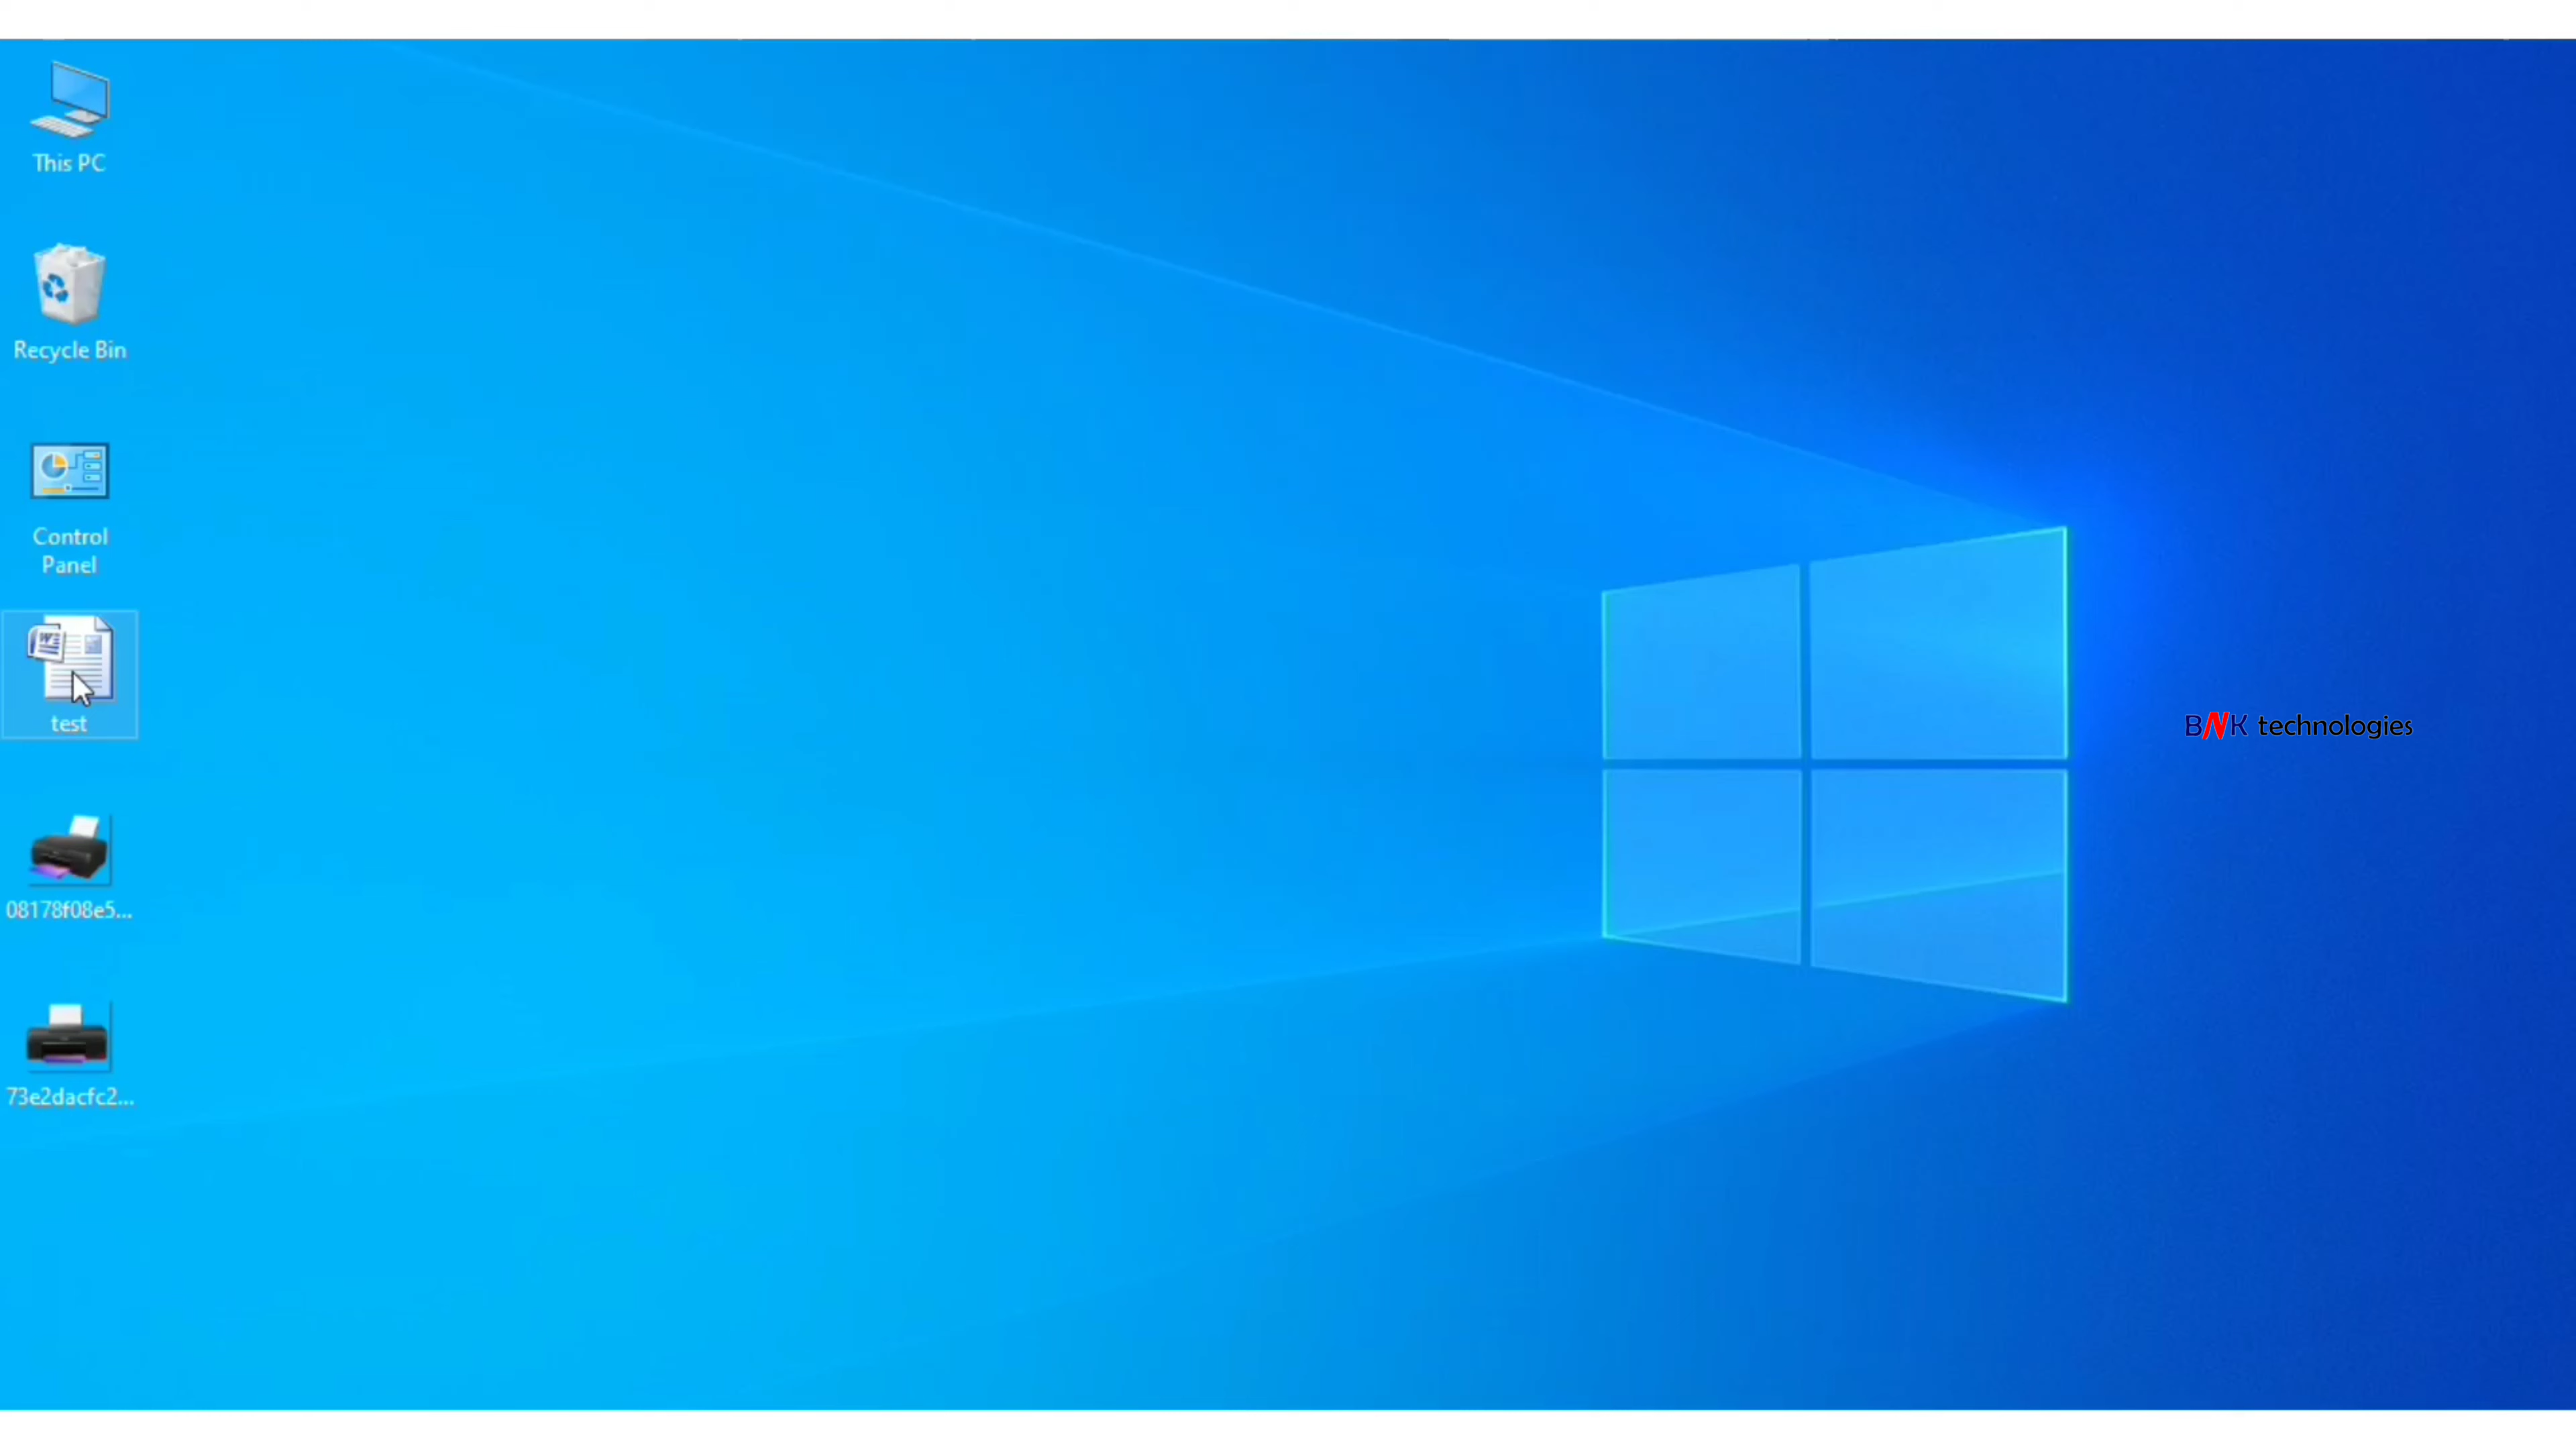 This PC
Recycle Bin
Control
Panel
test
08178f08e5...
73e2dacfc2...
BNK technologies